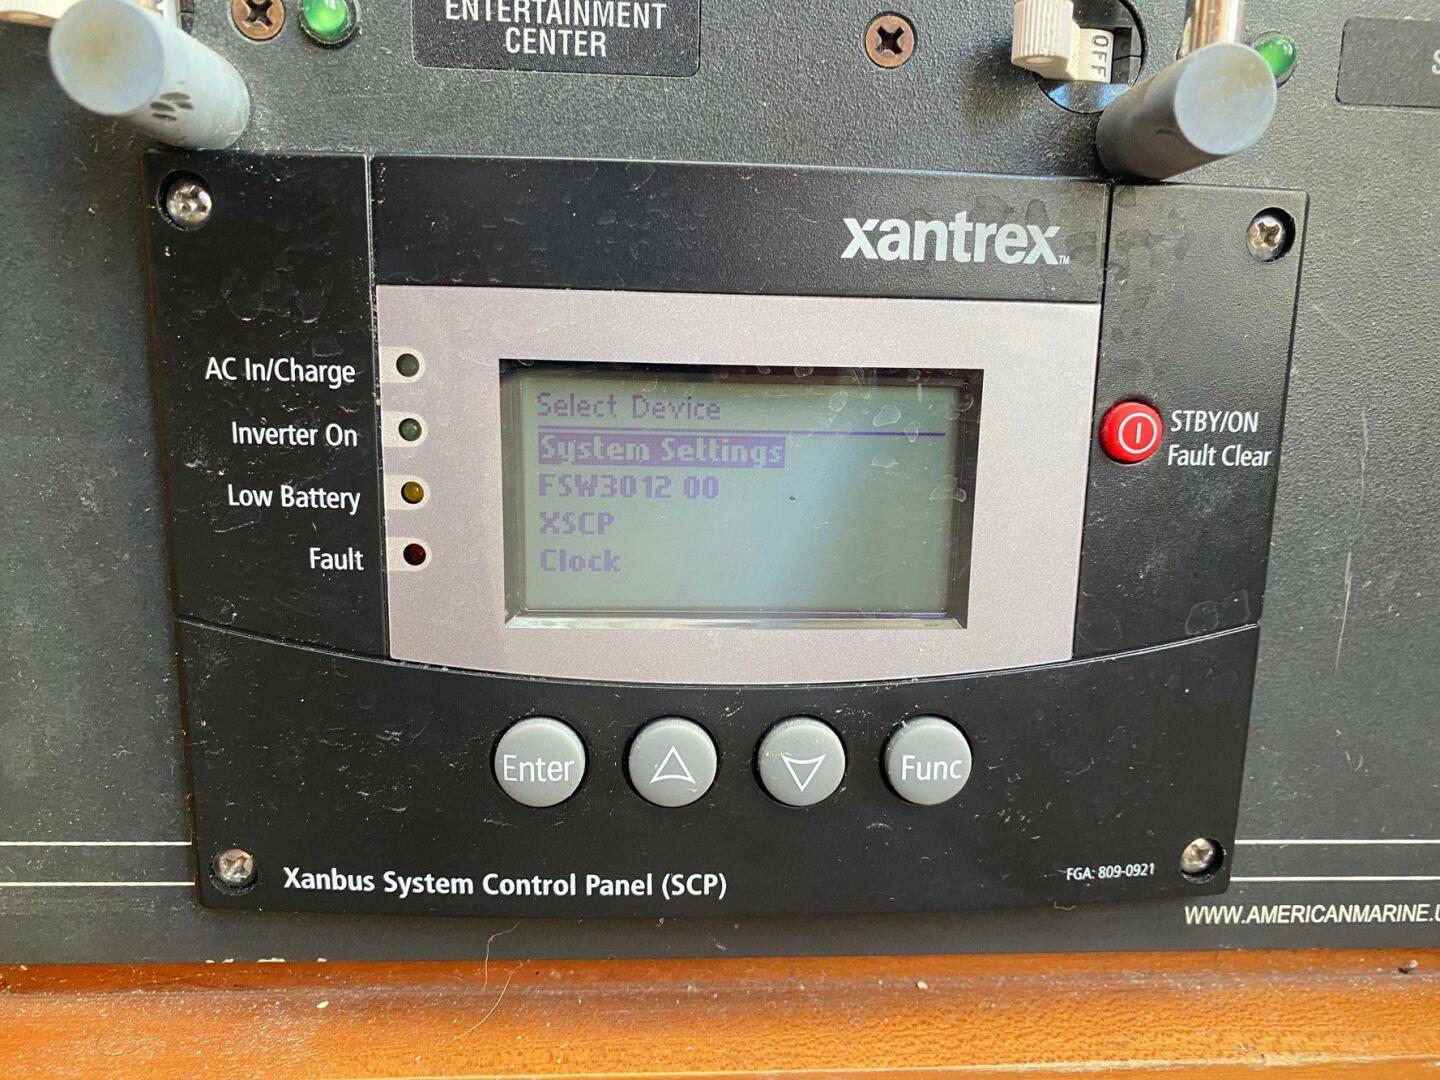 ENTERTAINMENT
CENTER
OFF
xantrex™
AC In/Charge
Inverter On
Low Battery
Fault
Select Device
System Settings
FSW3012 00
XSCP
Clock
STBY/ON
Fault Clear
Enter
Func
Xanbus System Control Panel (SCP)
FGA: 809-0921
WWW.AMERICANMARINE.U